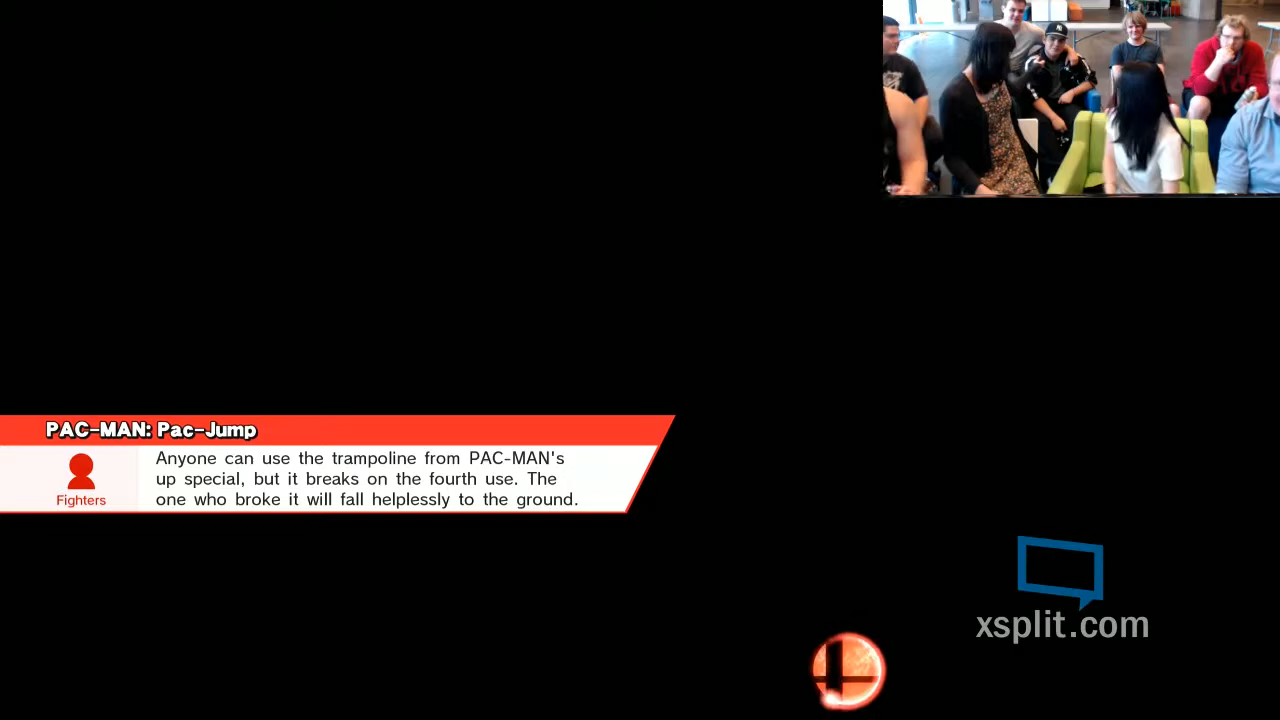 PAC-MAN: Pac-Jump
Anyone can use the trampoline from PAC-MAN's
up special, but it breaks on the fourth use. The
one who broke it will fall helplessly to the ground.
Fighters
xsplit.com